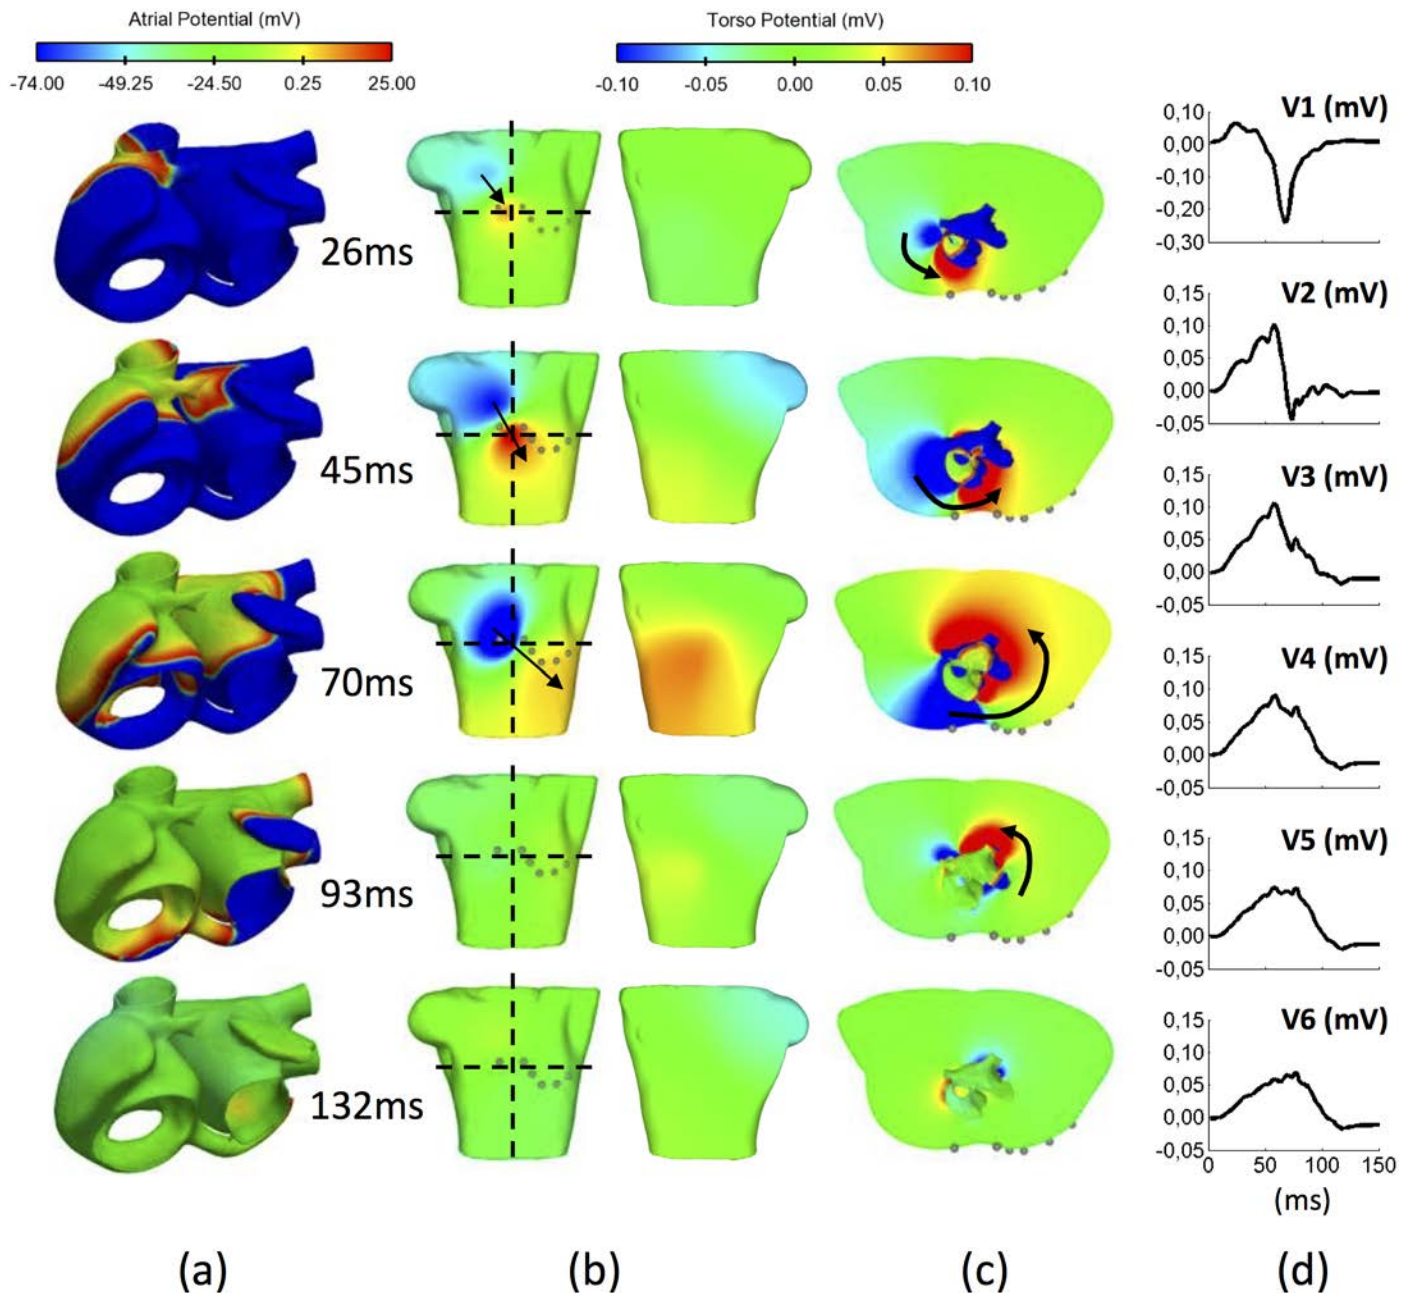 Atrial Potential (mV)
-74.00 -49.25 -24.50 0.25 25.00
Torso Potential (mV)
-0.10 -0.05 0.00 0.05 0.10
26ms
45ms
70ms
93ms
132ms
V1 (mV)
0,10
0,00
-0,10
-0,20
-0,30
V2 (mV)
0,15
0,10
0,05
0,00
-0,05
V3 (mV)
0,15
0,10
0,05
0,00
-0,05
V4 (mV)
0,15
0,10
0,05
0,00
-0,05
V5 (mV)
0,15
0,10
0,05
0,00
-0,05
V6 (mV)
0,15
0,10
0,05
0,00
-0,05
0 50 100 150
(ms)
(a) (b) (c) (d)